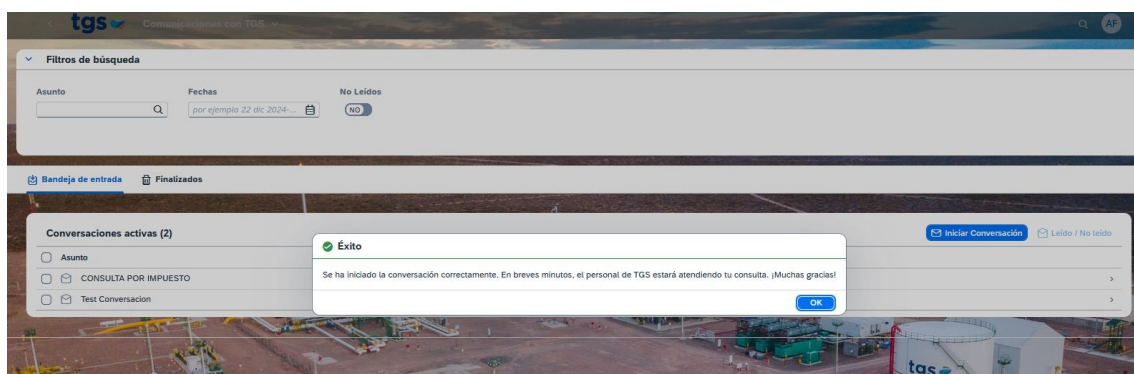 tgs Comunicaciones con TGS AF
Filtros de búsqueda
Asunto Fechas No Leídos
por ejemplo 22 dic 2024-... NO
Bandeja de entrada Finalizados
Conversaciones activas (2) Iniciar Conversación Leído / No leído
Asunto
CONSULTA POR IMPUESTO
Test Conversacion
Éxito
Se ha iniciado la conversación correctamente. En breves minutos, el personal de TGS estará atendiendo tu consulta. ¡Muchas gracias!
OK
tgs